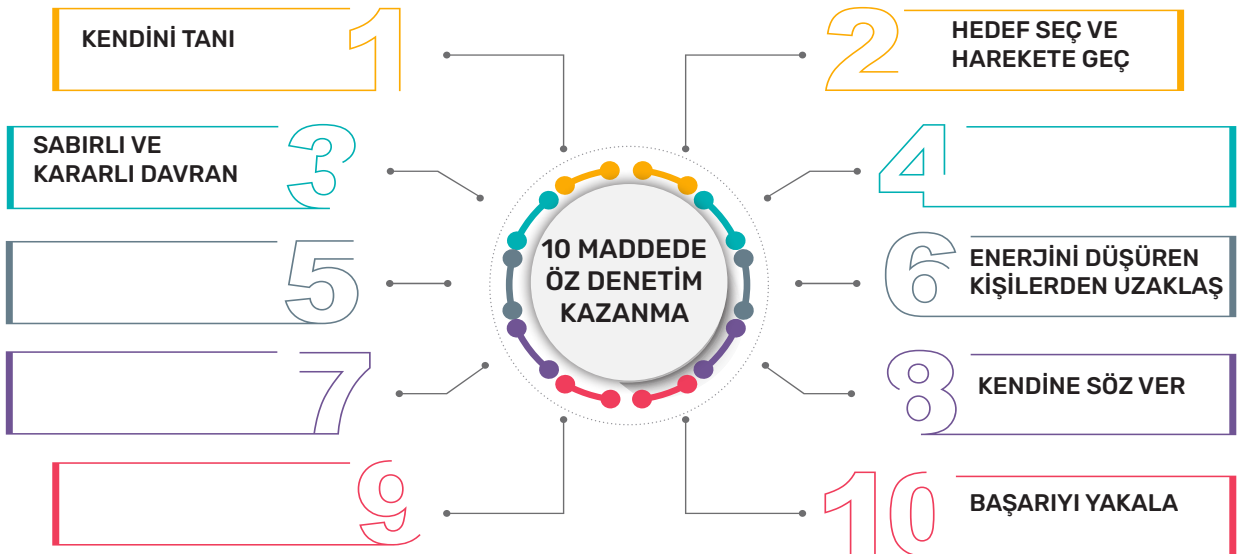 1
KENDİNİ TANI
2
HEDEF SEÇ VE
HAREKETE GEÇ
3
SABIRLI VE
KARARLI DAVRAN
4
10 MADDEDE
ÖZ DENETİM
KAZANMA
5
6
ENERJİNİ DÜŞÜREN
KİŞİLERDEN UZAKLAŞ
7
8
KENDİNE SÖZ VER
9
10
BAŞARIYI YAKALA